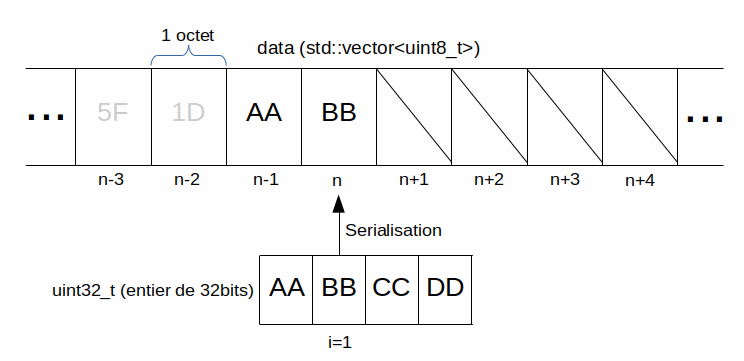 1 octet
data (std::vector<uint8_t>)
... 5F 1D AA BB ...
n-3 n-2 n-1 n n+1 n+2 n+3 n+4
Serialisation
uint32_t (entier de 32bits) AA BB CC DD
i=1